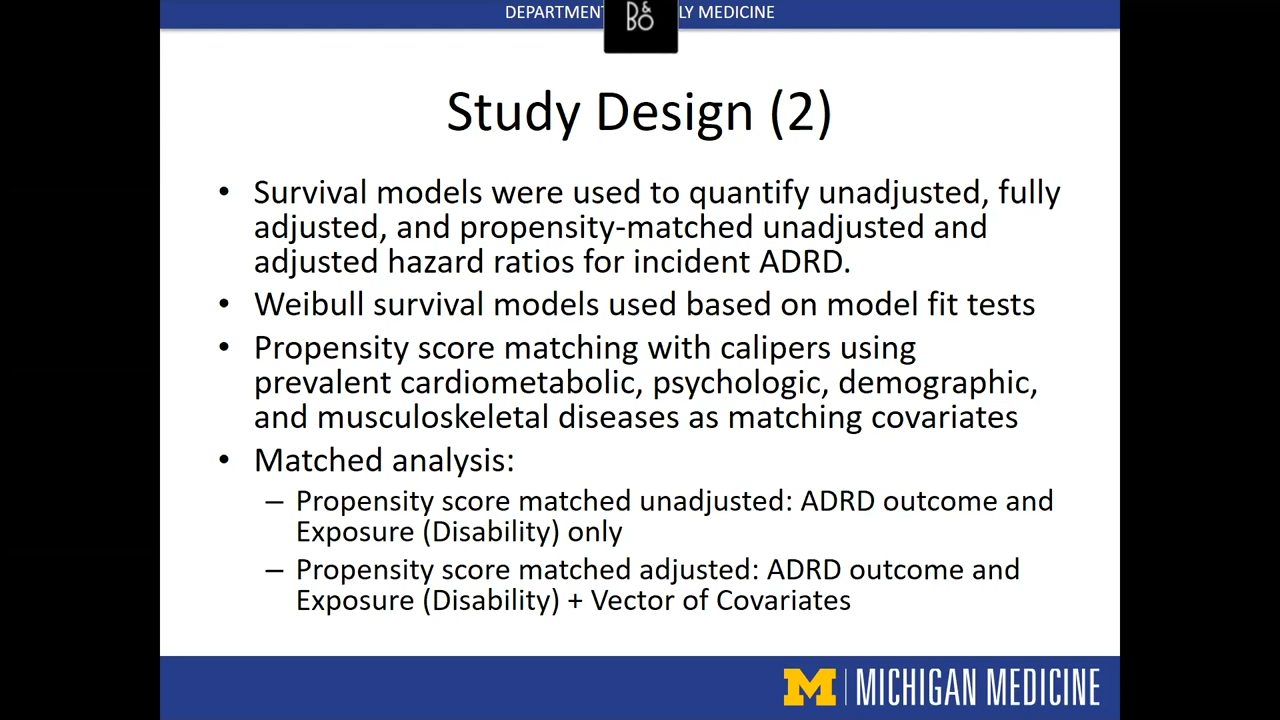 DEPARTMENT LY MEDICINE
B&O
Study Design (2)
• Survival models were used to quantify unadjusted, fully
adjusted, and propensity-matched unadjusted and
adjusted hazard ratios for incident ADRD.
• Weibull survival models used based on model fit tests
• Propensity score matching with calipers using
prevalent cardiometabolic, psychologic, demographic,
and musculoskeletal diseases as matching covariates
• Matched analysis:
– Propensity score matched unadjusted: ADRD outcome and
Exposure (Disability) only
– Propensity score matched adjusted: ADRD outcome and
Exposure (Disability) + Vector of Covariates
M | MICHIGAN MEDICINE